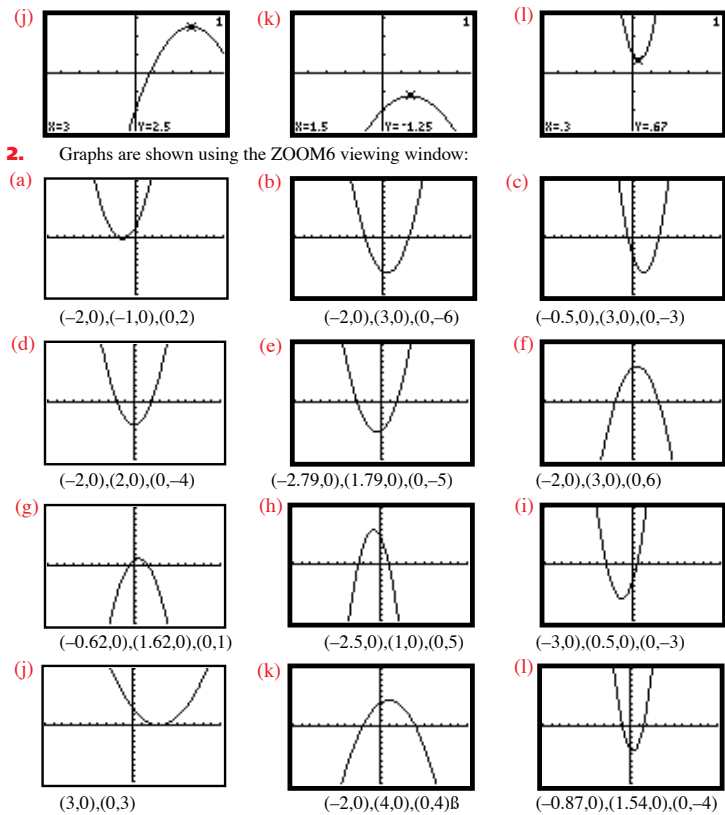 (j) (k) (l)
1 1 1
X=3 Y=2.5 X=1.5 Y=-1.25 X=.3 Y=.67
2. Graphs are shown using the ZOOM6 viewing window:
(a) (b) (c)
(–2,0),(–1,0),(0,2) (–2,0),(3,0),(0,–6) (–0.5,0),(3,0),(0,–3)
(d) (e) (f)
(–2,0),(2,0),(0,–4) (–2.79,0),(1.79,0),(0,–5) (–2,0),(3,0),(0,6)
(g) (h) (i)
(–0.62,0),(1.62,0),(0,1) (–2.5,0),(1,0),(0,5) (–3,0),(0.5,0),(0,–3)
(j) (k) (l)
(3,0),(0,3) (–2,0),(4,0),(0,4)ß (–0.87,0),(1.54,0),(0,–4)